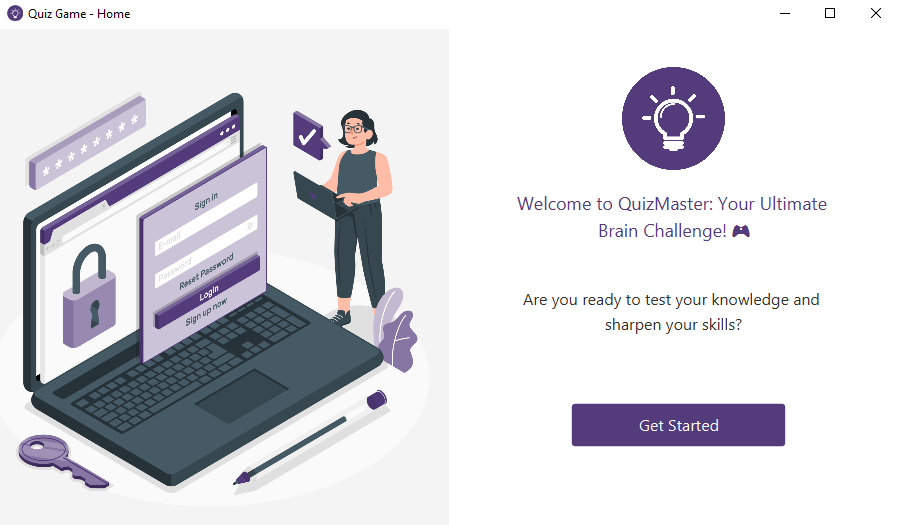 Quiz Game - Home
********
Sign in
E-mail
Password
Reset Password
Login
Sign up now
Welcome to QuizMaster: Your Ultimate
Brain Challenge! 🎮
Are you ready to test your knowledge and
sharpen your skills?
Get Started